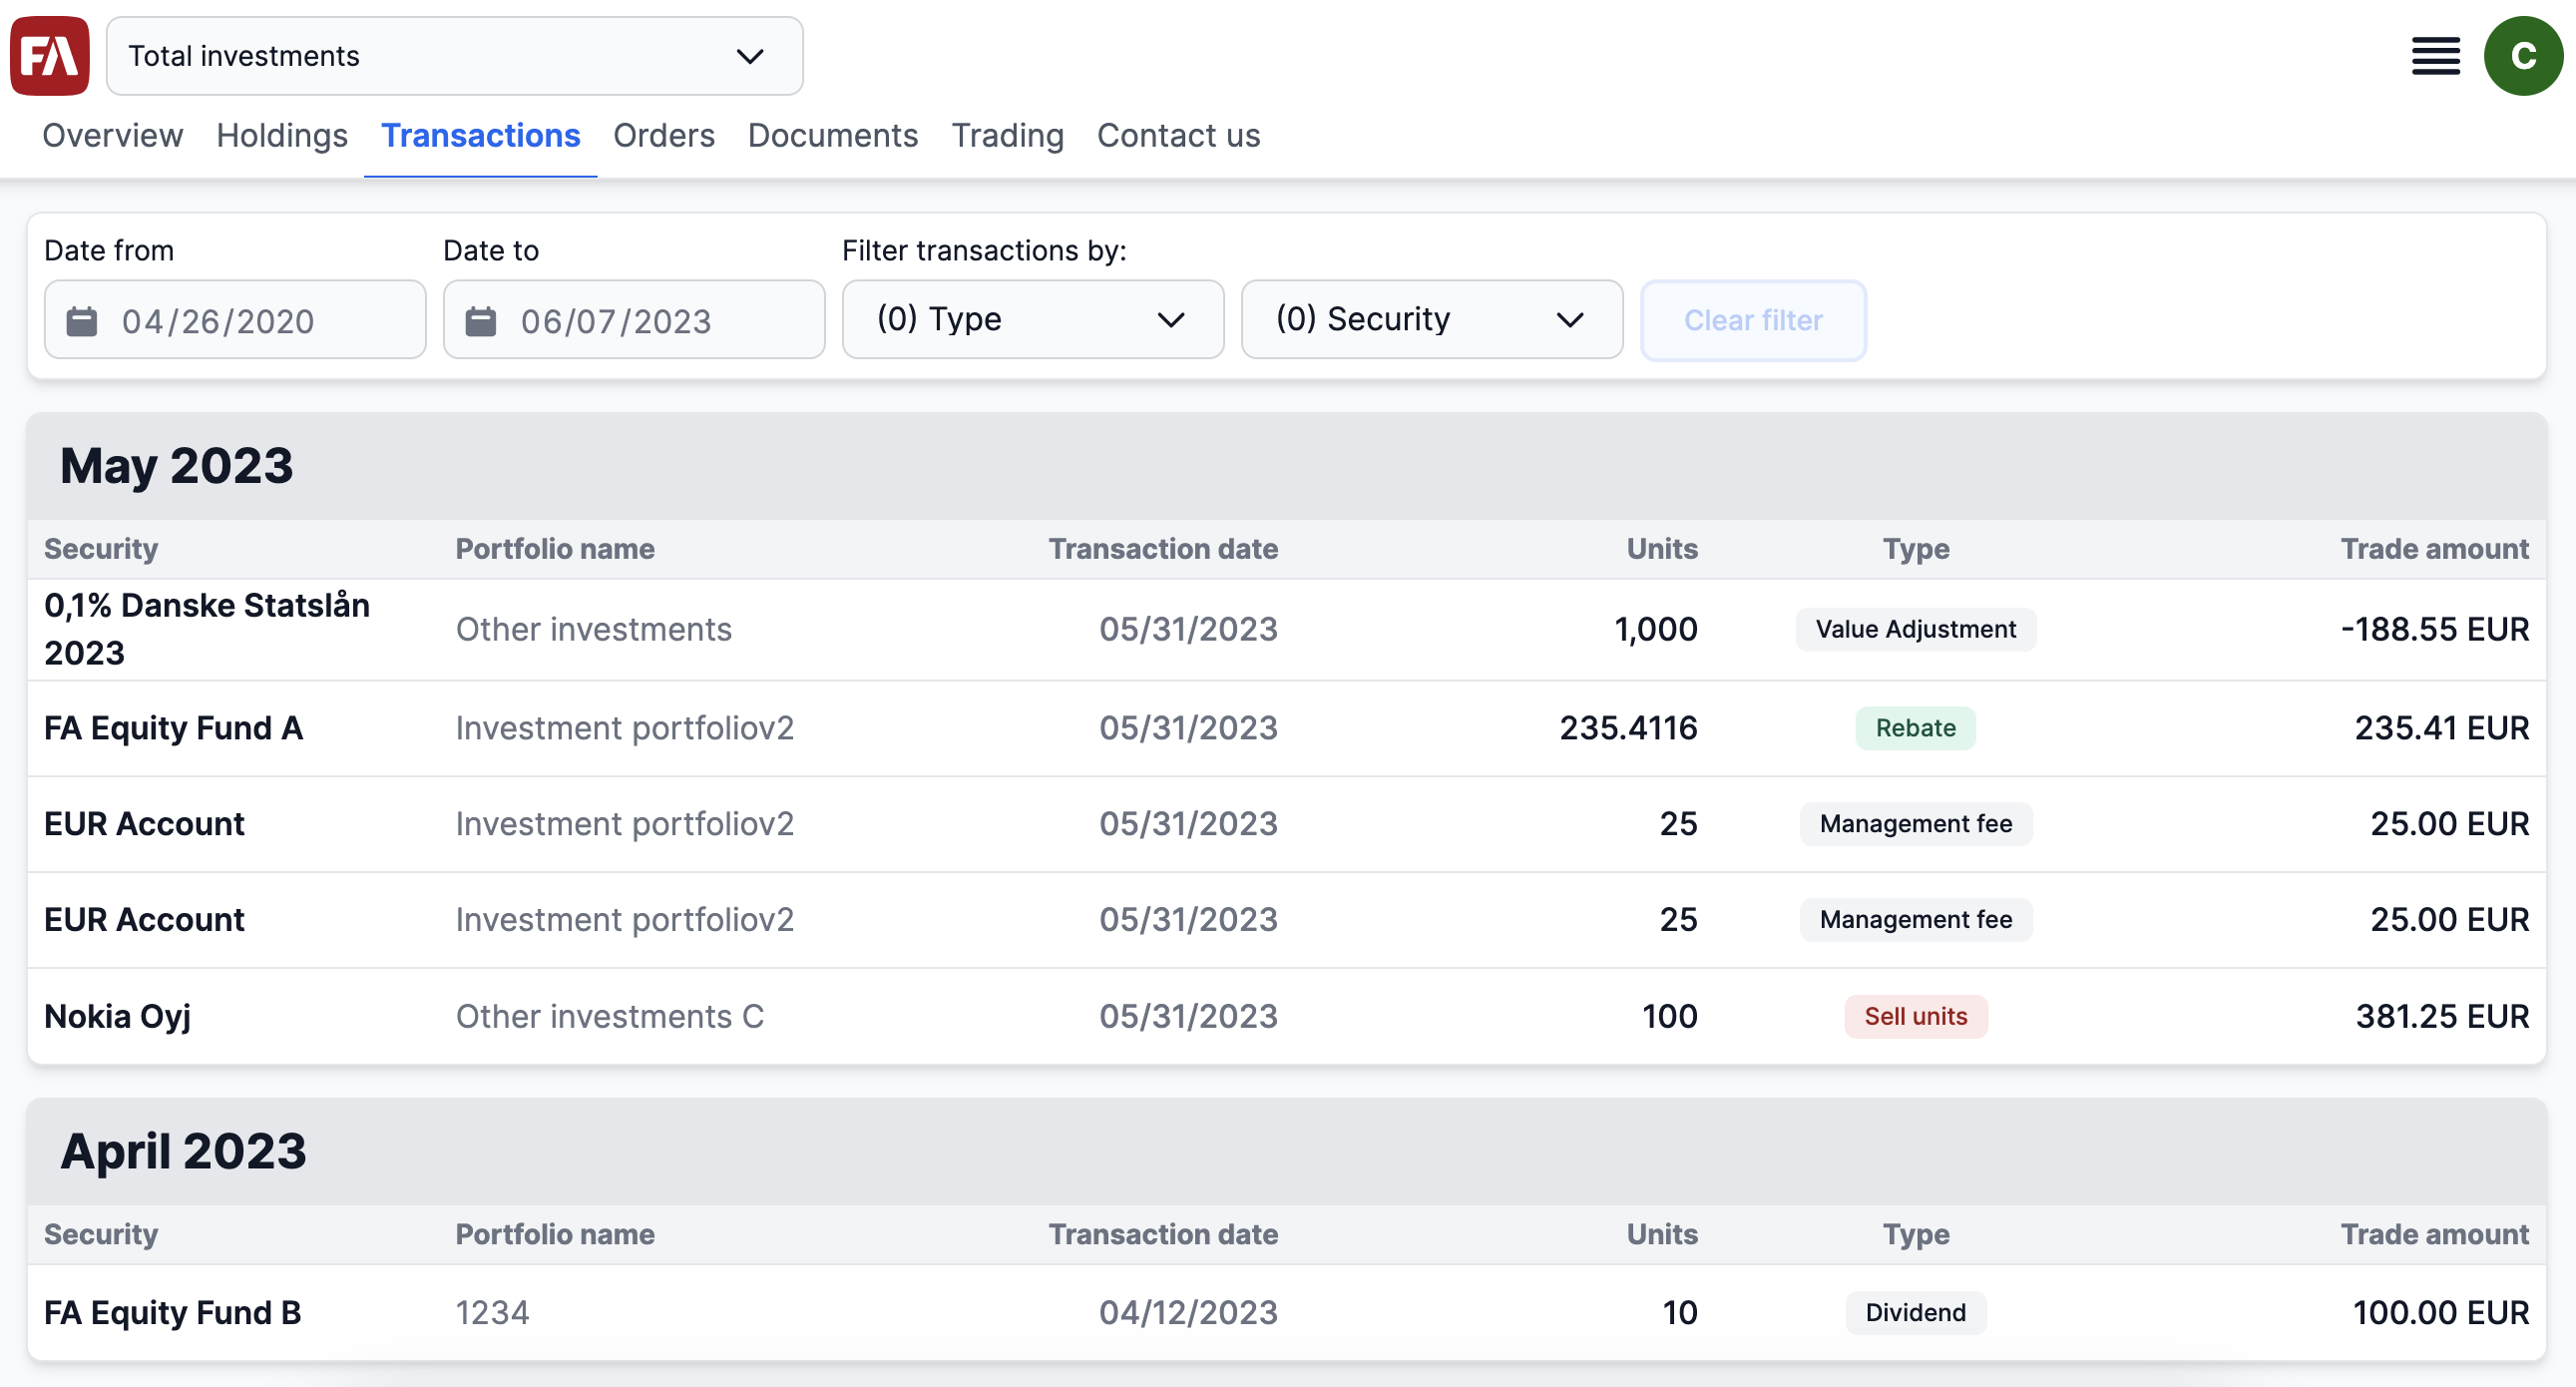 FA Total investments C
Overview Holdings Transactions Orders Documents Trading Contact us
Date from Date to Filter transactions by:
04/26/2020 06/07/2023 (0) Type (0) Security Clear filter
May 2023
Security Portfolio name Transaction date Units Type Trade amount
0,1% Danske Statslån
2023 Other investments 05/31/2023 1,000 Value Adjustment -188.55 EUR
FA Equity Fund A Investment portfoliov2 05/31/2023 235.4116 Rebate 235.41 EUR
EUR Account Investment portfoliov2 05/31/2023 25 Management fee 25.00 EUR
EUR Account Investment portfoliov2 05/31/2023 25 Management fee 25.00 EUR
Nokia Oyj Other investments C 05/31/2023 100 Sell units 381.25 EUR
April 2023
Security Portfolio name Transaction date Units Type Trade amount
FA Equity Fund B 1234 04/12/2023 10 Dividend 100.00 EUR